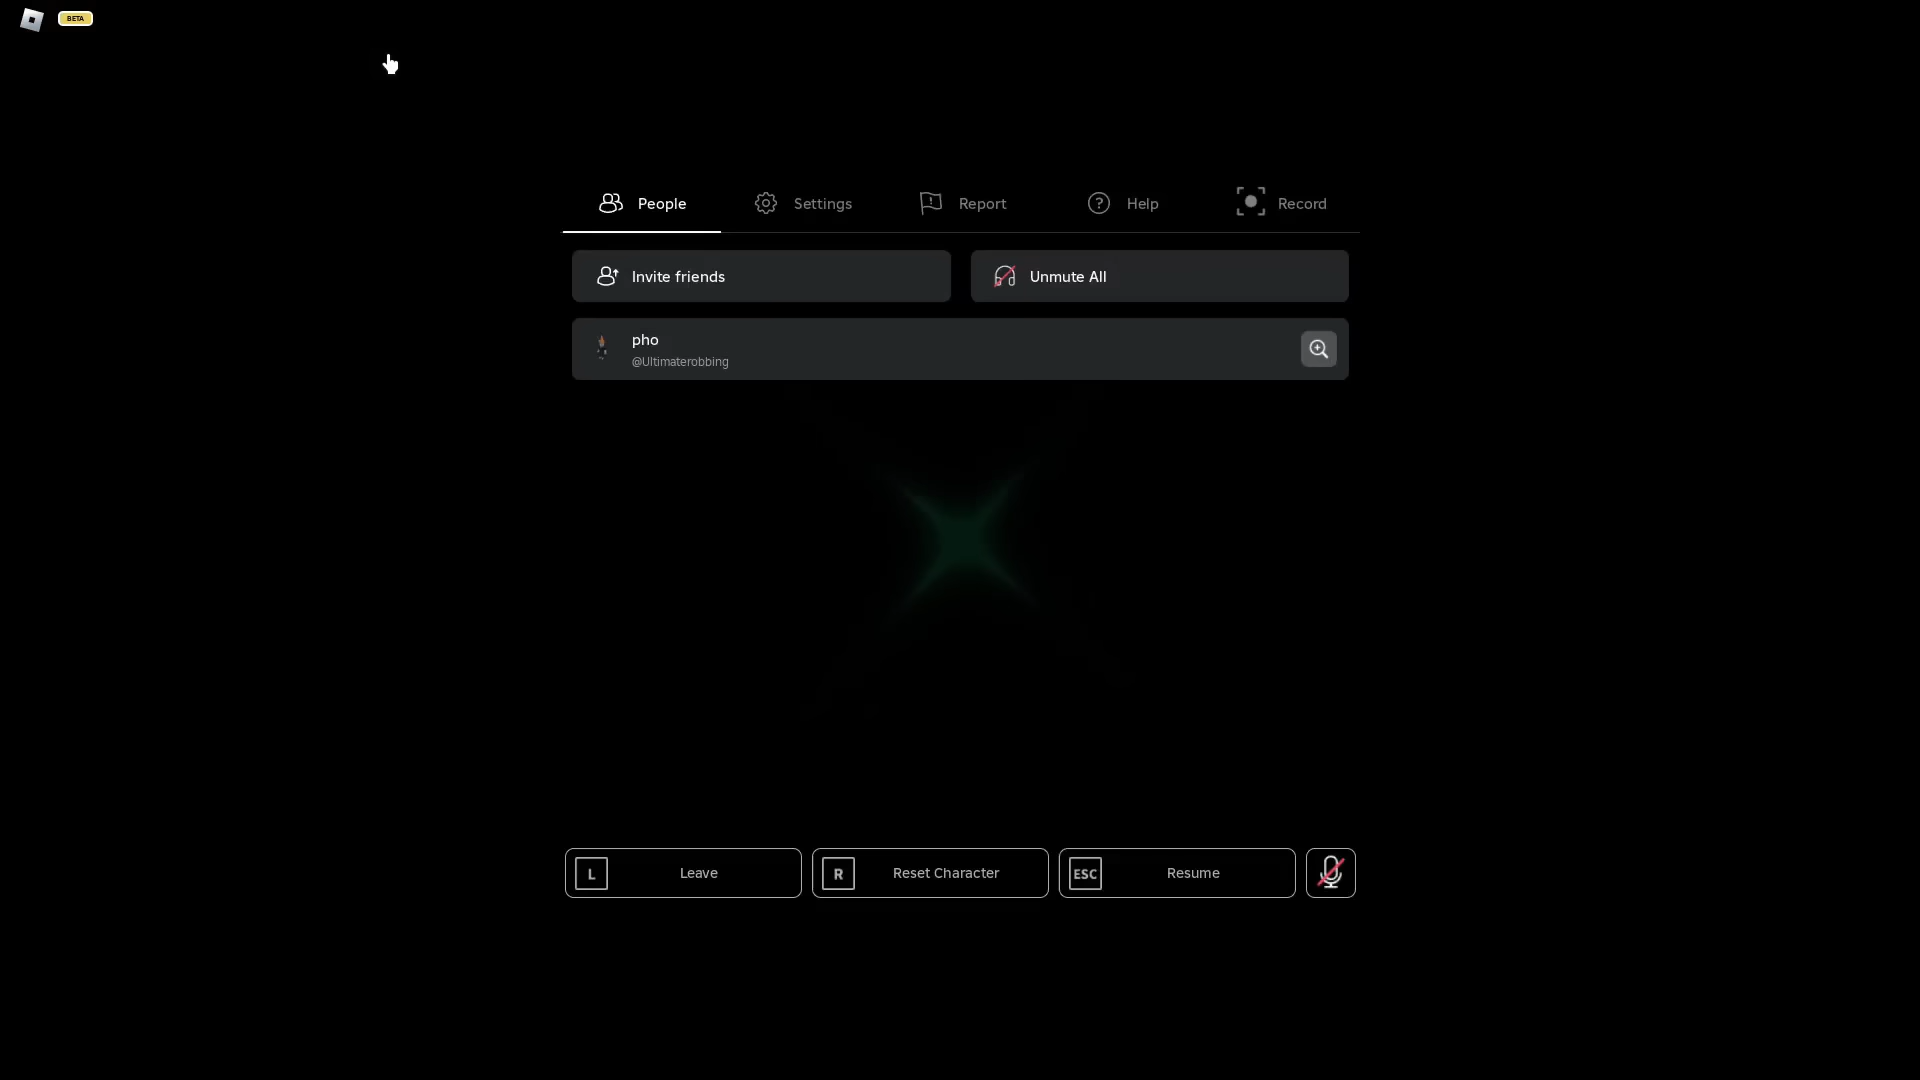 BETA
People
Settings
Report
Help
Record
Invite friends
Unmute All
pho
@Ultimaterobbing
L
Leave
R
Reset Character
ESC
Resume